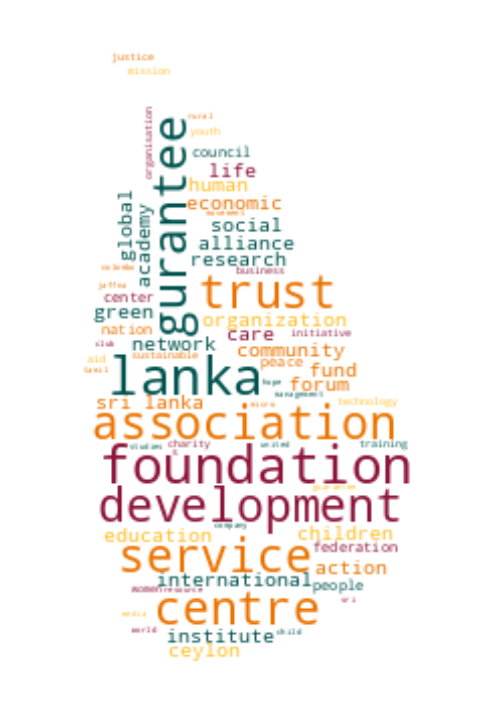 justice
mission
organisation
rural
youth
gurantee
council
life
human
economic
movement
global
academy
social
alliance
research
business
colombo
jaffna
trust
center
green
organization
nation
care
initiative
network
community
club
sustainable
peace
aid
fund
tamil
lanka
hope
forum
management
technology
sri lanka
micro
association
studies
charity
united
training
s
foundation
guarantee
development
company
education
children
service
federation
action
international
people
women
resource
sri
centre
media
world
institute
child
ceylon